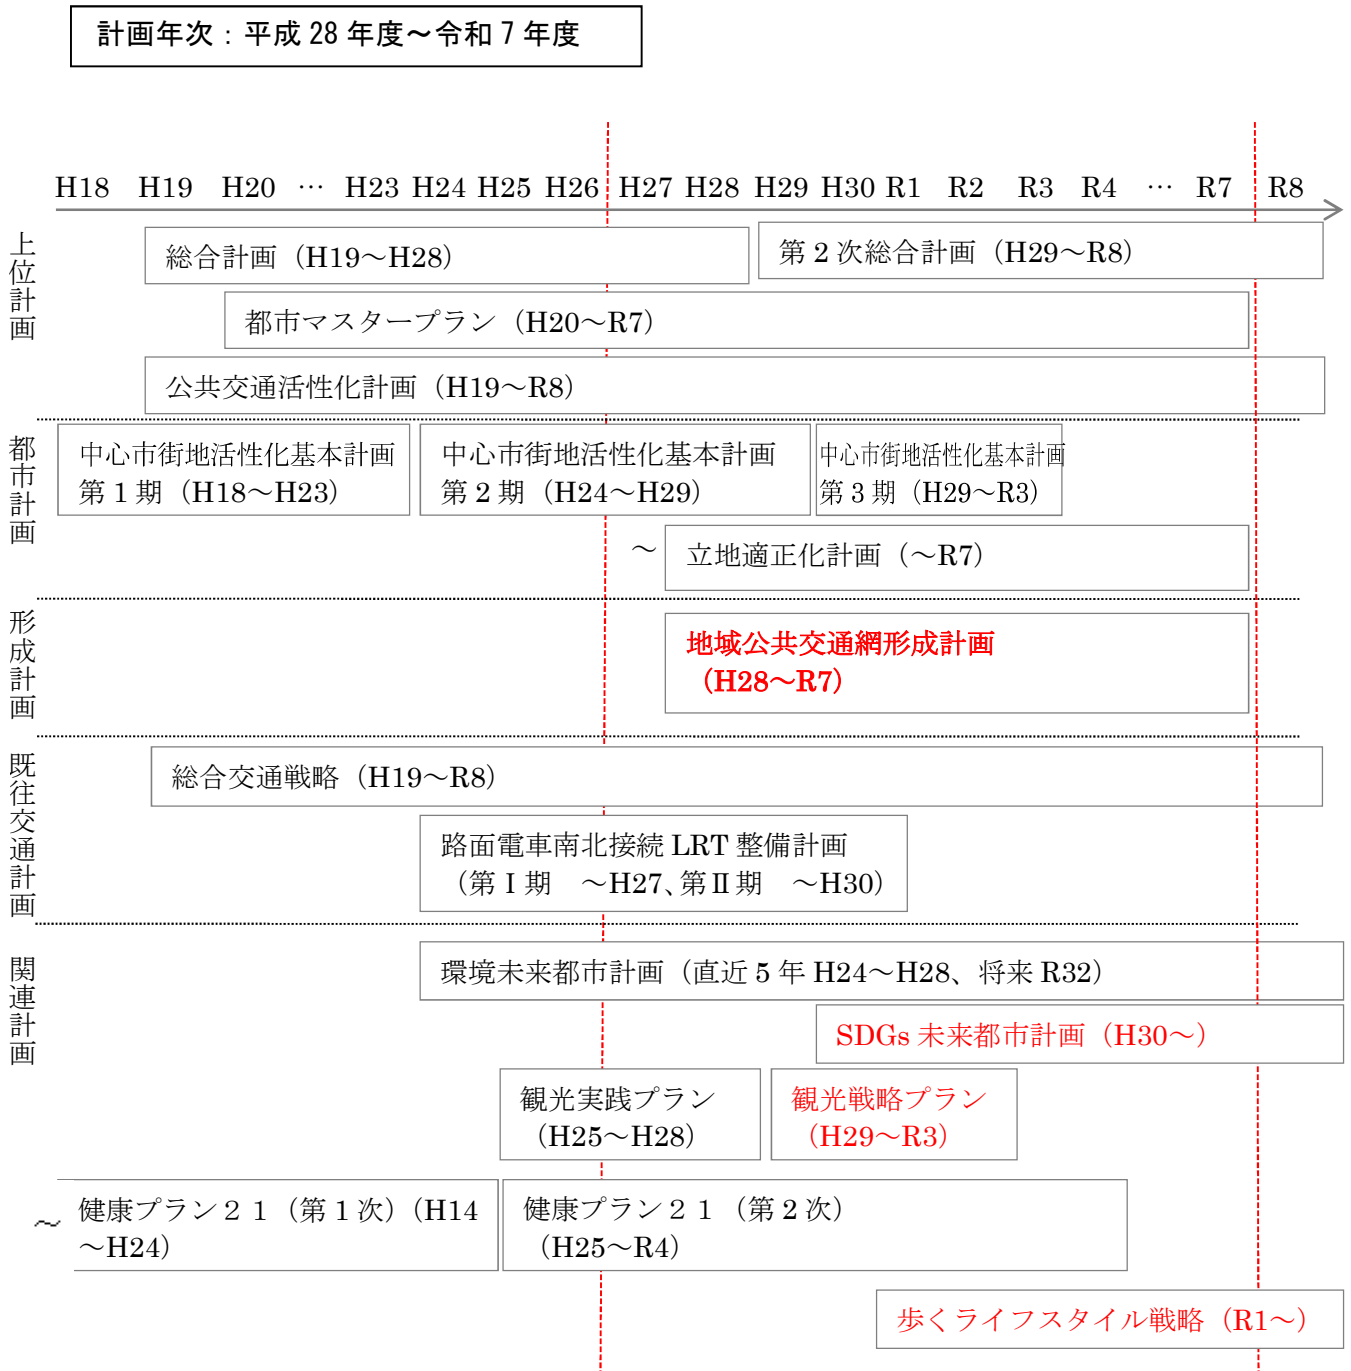 計画年次：平成 28 年度～令和 7 年度
H18 H19 H20 … H23 H24 H25 H26 H27 H28 H29 H30 R1 R2 R3 R4 … R7 R8
上位計画
総合計画（H19～H28）
第 2 次総合計画（H29～R8）
都市マスタープラン（H20～R7）
公共交通活性化計画（H19～R8）
都市計画
中心市街地活性化基本計画
第 1 期（H18～H23）
中心市街地活性化基本計画
第 2 期（H24～H29）
中心市街地活性化基本計画
第 3 期（H29～R3）
～
立地適正化計画（～R7）
形成計画
地域公共交通網形成計画
（H28～R7）
既往交通計画
総合交通戦略（H19～R8）
路面電車南北接続 LRT 整備計画
（第Ⅰ期　～H27、第Ⅱ期　～H30）
関連計画
環境未来都市計画（直近 5 年 H24～H28、将来 R32）
SDGs 未来都市計画（H30～）
観光実践プラン
（H25～H28）
観光戦略プラン
（H29～R3）
～
健康プラン２１（第 1 次）（H14
～H24）
健康プラン２１（第 2 次）
（H25～R4）
歩くライフスタイル戦略（R1～）